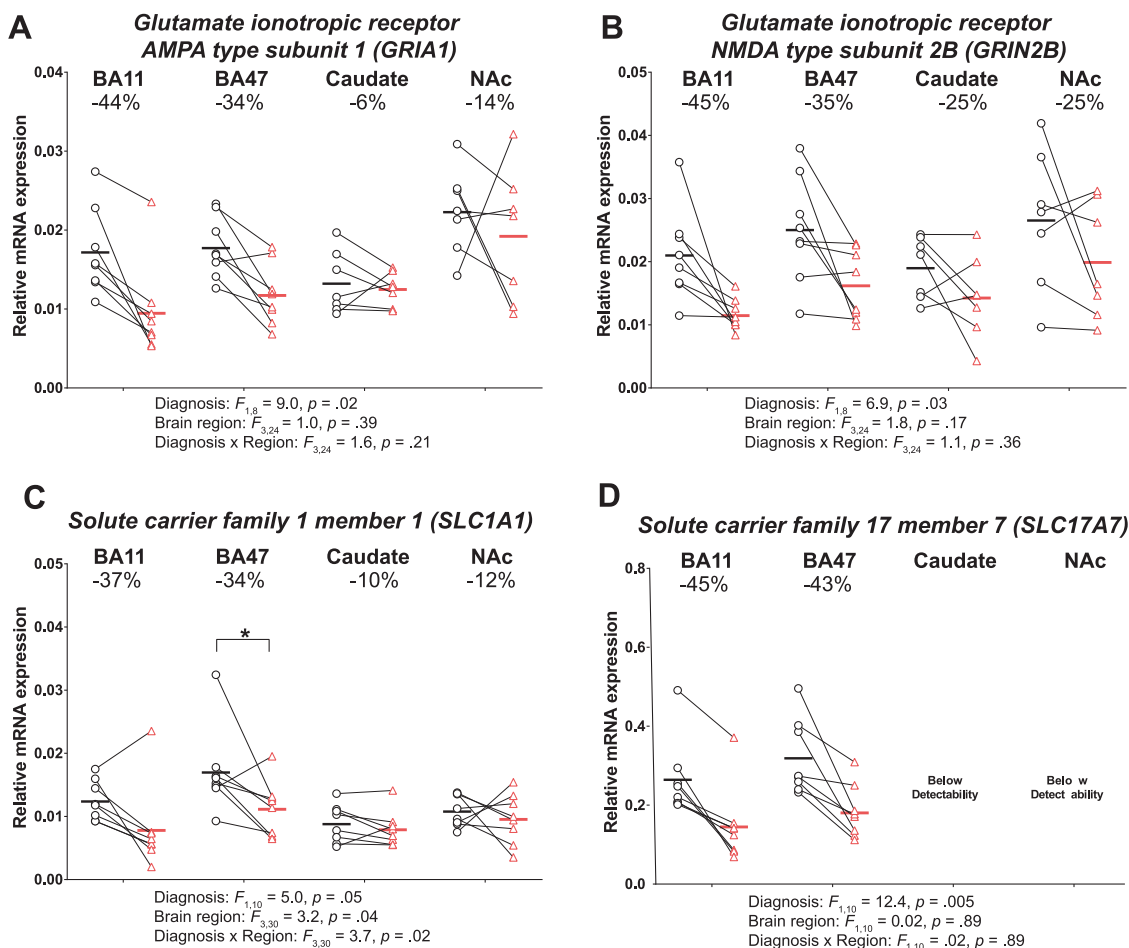 A
Glutamate ionotropic receptor
AMPA type subunit 1 (GRIA1)
BA11 BA47 Caudate NAc
-44% -34% -6% -14%
Relative mRNA expression
0.04
0.03
0.02
0.01
0.00
Diagnosis: F1,8 = 9.0, p = .02
Brain region: F3,24 = 1.0, p = .39
Diagnosis x Region: F3,24 = 1.6, p = .21
B
Glutamate ionotropic receptor
NMDA type subunit 2B (GRIN2B)
BA11 BA47 Caudate NAc
-45% -35% -25% -25%
Relative mRNA expression
0.05
0.04
0.03
0.02
0.01
0.00
Diagnosis: F1,8 = 6.9, p = .03
Brain region: F3,24 = 1.8, p = .17
Diagnosis x Region: F3,24 = 1.1, p = .36
C
Solute carrier family 1 member 1 (SLC1A1)
BA11 BA47 Caudate NAc
-37% -34% -10% -12%
Relative mRNA expression
0.05
0.04
0.03
0.02
0.01
0.00
*
Diagnosis: F1,10 = 5.0, p = .05
Brain region: F3,30 = 3.2, p = .04
Diagnosis x Region: F3,30 = 3.7, p = .02
D
Solute carrier family 17 member 7 (SLC17A7)
BA11 BA47 Caudate NAc
-45% -43%
Relative mRNA expression
0.8
0.6
0.4
0.2
0.0
Below Belo w
Detectability Detect ability
Diagnosis: F1,10 = 12.4, p = .005
Brain region: F1,10 = 0.02, p = .89
Diagnosis x Region: F1,10 = .02, p = .89